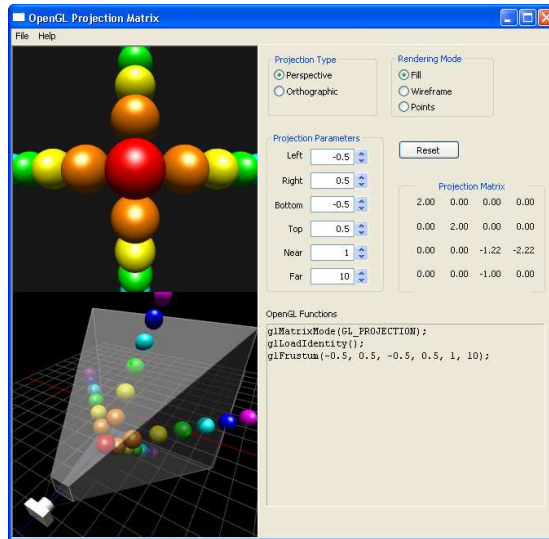 OpenGL Projection Matrix
File Help
Projection Type
Perspective
Orthographic
Rendering Mode
Fill
Wireframe
Points
Projection Parameters
Left -0.5
Right 0.5
Bottom -0.5
Top 0.5
Near 1
Far 10
Reset
Projection Matrix
2.00 0.00 0.00 0.00
0.00 2.00 0.00 0.00
0.00 0.00 -1.22 -2.22
0.00 0.00 -1.00 0.00
OpenGL Functions
glMatrixMode(GL_PROJECTION);
glLoadIdentity();
glFrustum(-0.5, 0.5, -0.5, 0.5, 1, 10);